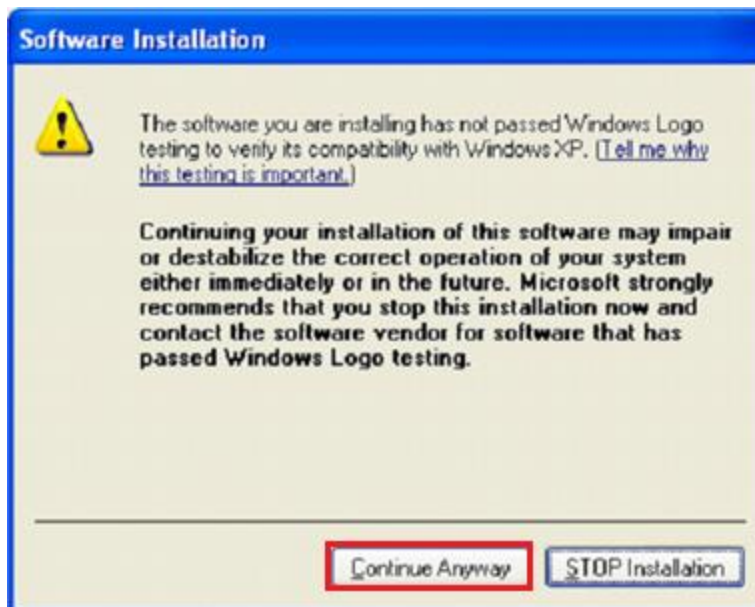 Software Installation
The software you are installing has not passed Windows Logo
testing to verify its compatibility with Windows XP. (Tell me why
this testing is important.)
Continuing your installation of this software may impair
or destabilize the correct operation of your system
either immediately or in the future. Microsoft strongly
recommends that you stop this installation now and
contact the software vendor for software that has
passed Windows Logo testing.
Continue Anyway
STOP Installation